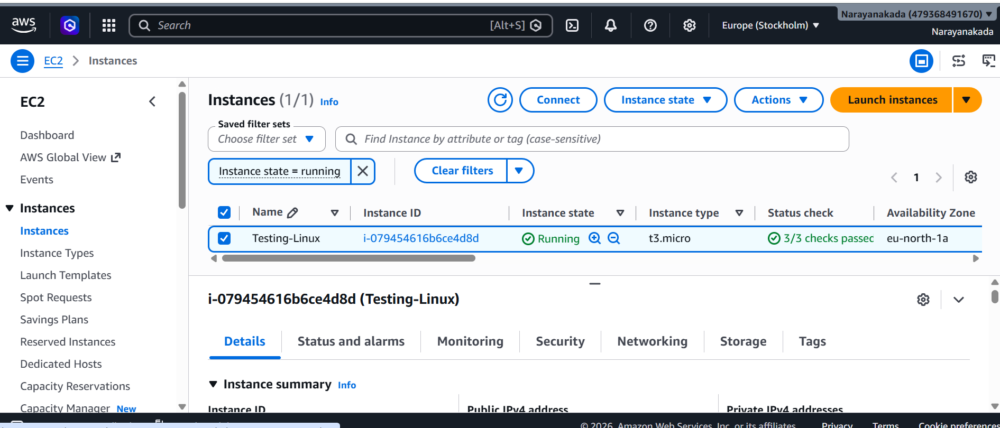 aws
Search
[Alt+S]
Europe (Stockholm)
Narayanakada (479368491670)
Narayanakada
EC2
Instances
EC2
Dashboard
AWS Global View
Events
Instances
Instances
Instance Types
Launch Templates
Spot Requests
Savings Plans
Reserved Instances
Dedicated Hosts
Capacity Reservations
Capacity Manager New
Instances (1/1) Info
Connect
Instance state
Actions
Launch instances
Saved filter sets
Choose filter set
Find Instance by attribute or tag (case-sensitive)
Instance state = running
Clear filters
1
Name Instance ID Instance state Instance type Status check Availability Zone
Testing-Linux i-079454616b6ce4d8d Running t3.micro 3/3 checks passed eu-north-1a
i-079454616b6ce4d8d (Testing-Linux)
Details Status and alarms Monitoring Security Networking Storage Tags
Instance summary Info
Instance ID Public IPv4 address Private IPv4 addresses
© 2026, Amazon Web Services, Inc. or its affiliates. Privacy Terms Cookie preferences